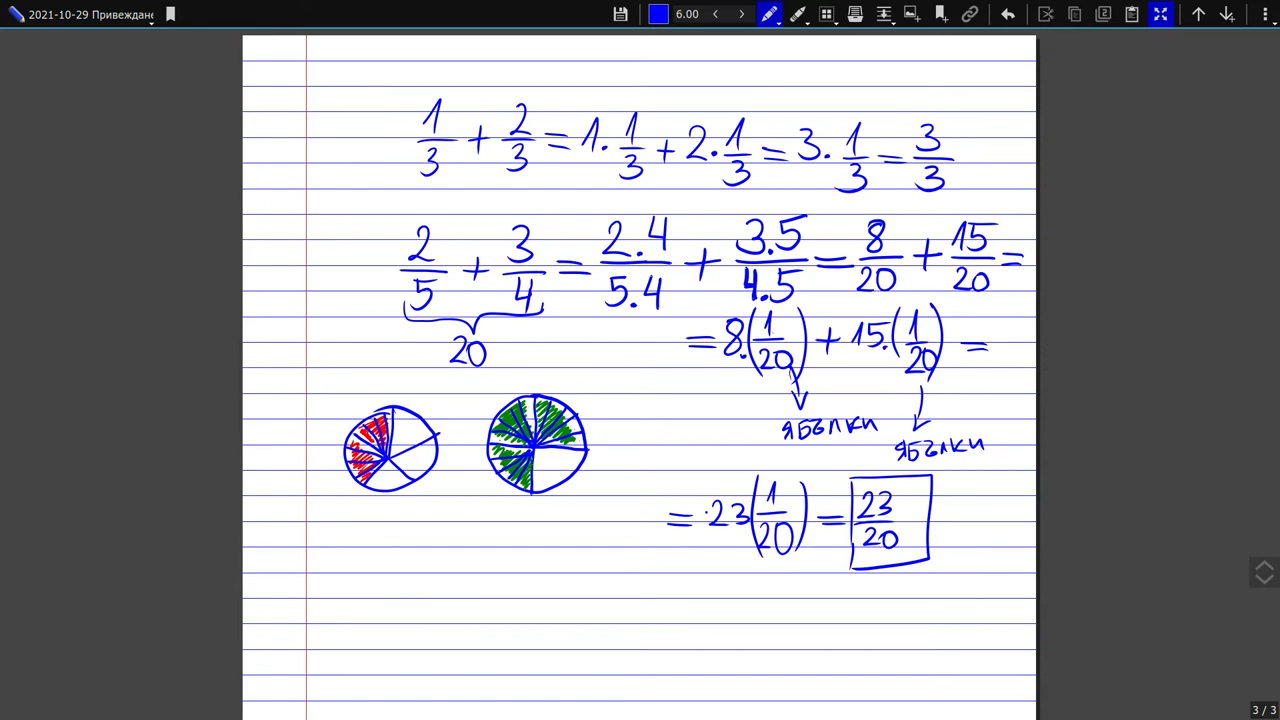 2021-10-29 Привеждане
6.00
1/3 + 2/3 = 1. 1/3 + 2. 1/3 = 3. 1/3 = 3/3
2/5 + 3/4 = 2.4/5.4 + 3.5/4.5 = 8/20 + 15/20 =
20
= 8.(1/20) + 15.(1/20) =
ябълки
ябълки
= .23(1/20) = 23/20
3 / 3